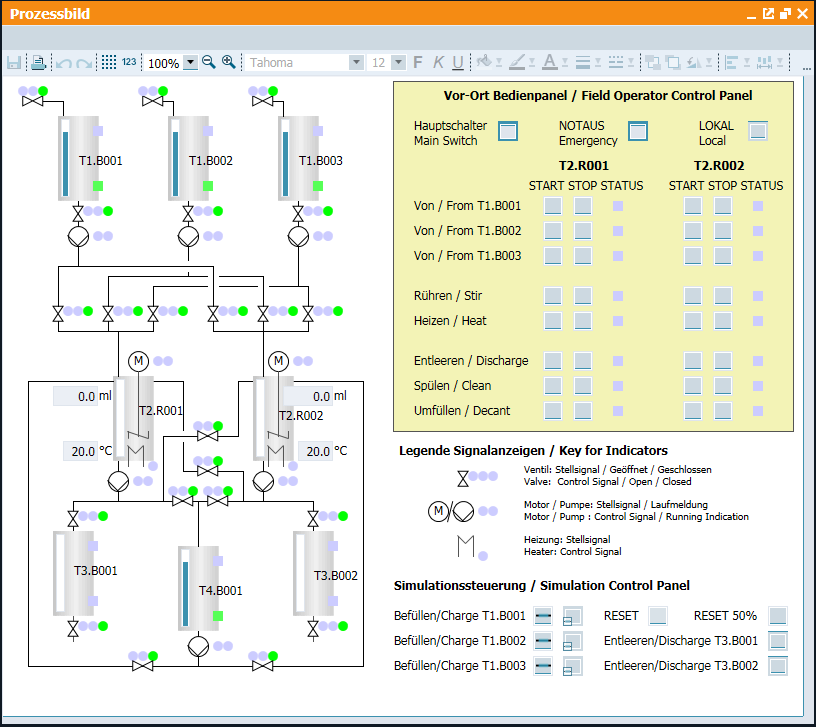 Prozessbild
123 100% Tahoma 12 F K U A
T1.B001 T1.B002 T1.B003
M M
0.0 ml 0.0 ml
T2.R001 T2.R002
20.0 °C 20.0 °C
T3.B001 T3.B002
T4.B001
Vor-Ort Bedienpanel / Field Operator Control Panel
Hauptschalter NOTAUS LOKAL
Main Switch Emergency Local
T2.R001 T2.R002
START STOP STATUS START STOP STATUS
Von / From T1.B001
Von / From T1.B002
Von / From T1.B003
Rühren / Stir
Heizen / Heat
Entleeren / Discharge
Spülen / Clean
Umfüllen / Decant
Legende Signalanzeigen / Key for Indicators
Ventil: Stellsignal / Geöffnet / Geschlossen
Valve: Control Signal / Open / Closed
M / Motor / Pumpe: Stellsignal / Laufmeldung
Motor / Pump : Control Signal / Running Indication
Heizung: Stellsignal
Heater: Control Signal
Simulationssteuerung / Simulation Control Panel
Befüllen/Charge T1.B001 RESET RESET 50%
Befüllen/Charge T1.B002 Entleeren/Discharge T3.B001
Befüllen/Charge T1.B003 Entleeren/Discharge T3.B002